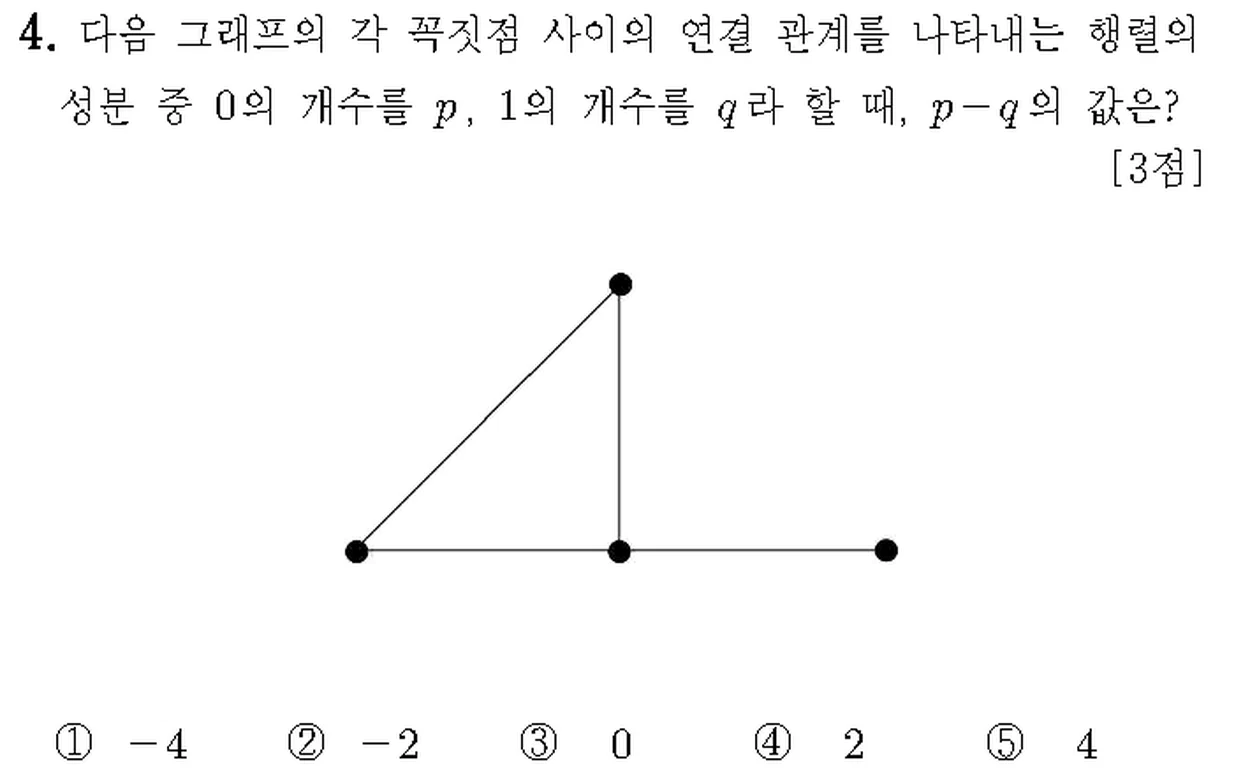 4. 다음 그래프의 각 꼭짓점 사이의 연결 관계를 나타내는 행렬의
성분 중 0의 개수를 p, 1의 개수를 q라 할 때, p-q의 값은?
[3점]
① -4 ② -2 ③ 0 ④ 2 ⑤ 4